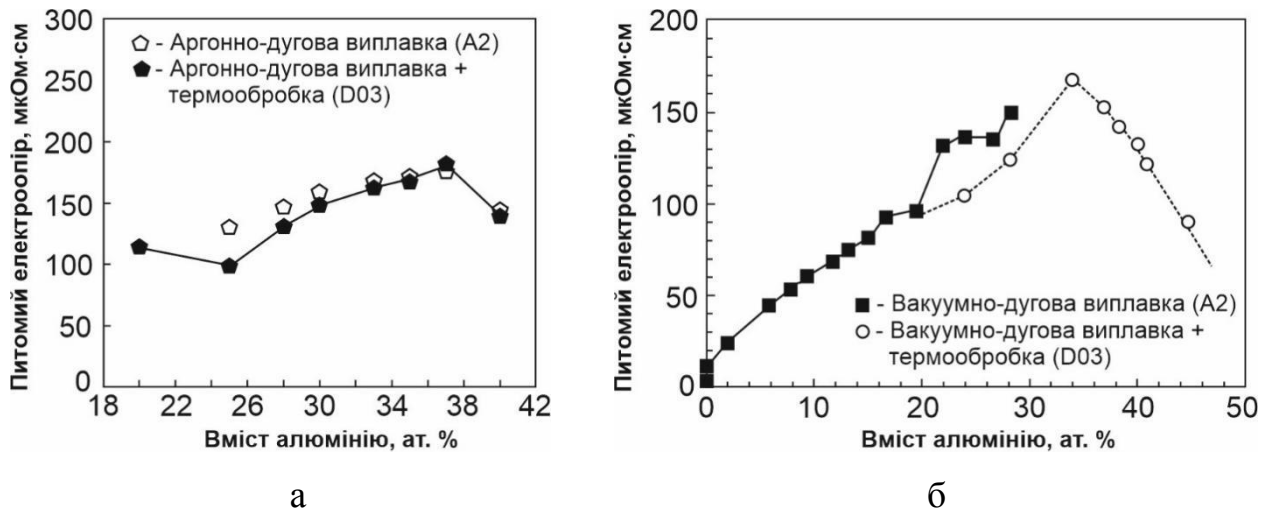 300
250
200
150
100
50
0
Питомий електроопір, мкОм·см
- Аргонно-дугова виплавка (А2)
- Аргонно-дугова виплавка +
термообробка (D03)
18 22 26 30 34 38 42
Вміст алюмінію, ат. %
а
200
150
100
50
0
Питомий електроопір, мкОм·см
- Вакуумно-дугова виплавка (А2)
- Вакуумно-дугова виплавка +
термообробка (D03)
0 10 20 30 40 50
Вміст алюмінію, ат. %
б